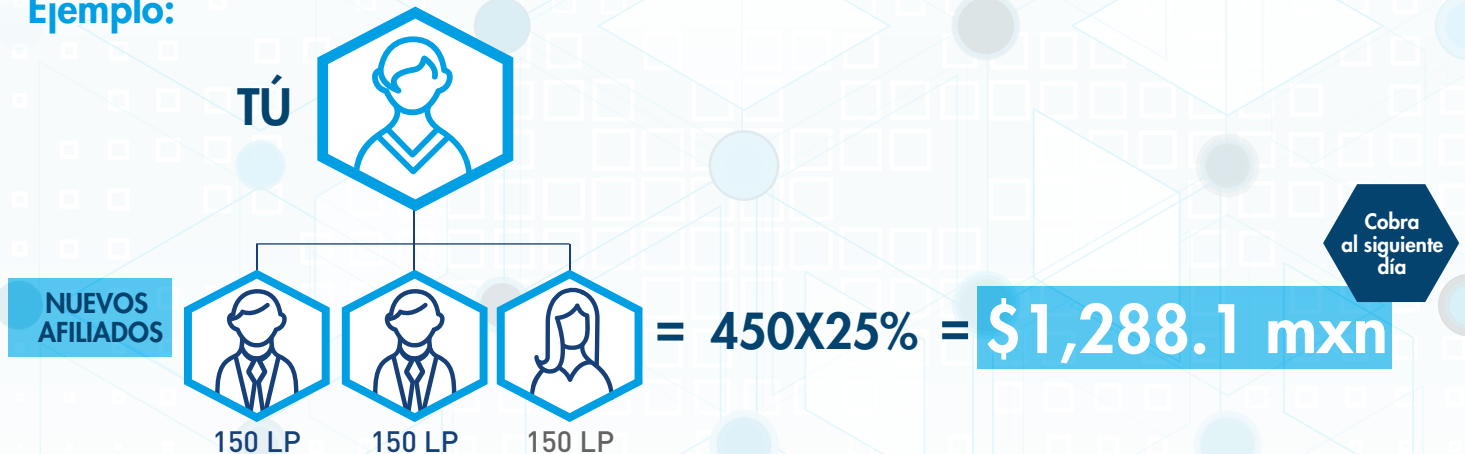 Ejemplo:
TÚ
Cobra
al siguiente
día
NUEVOS
AFILIADOS
= 450X25% = $1,288.1 mxn
150 LP 150 LP 150 LP